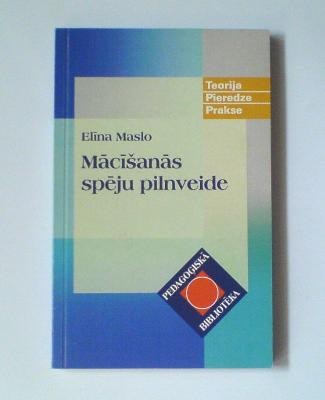 Teorija
Pieredze
Prakse
Elīna Maslo
Mācīšanās
spēju pilnveide
PEDAGOĢISKĀ
BIBLIOTĒKA